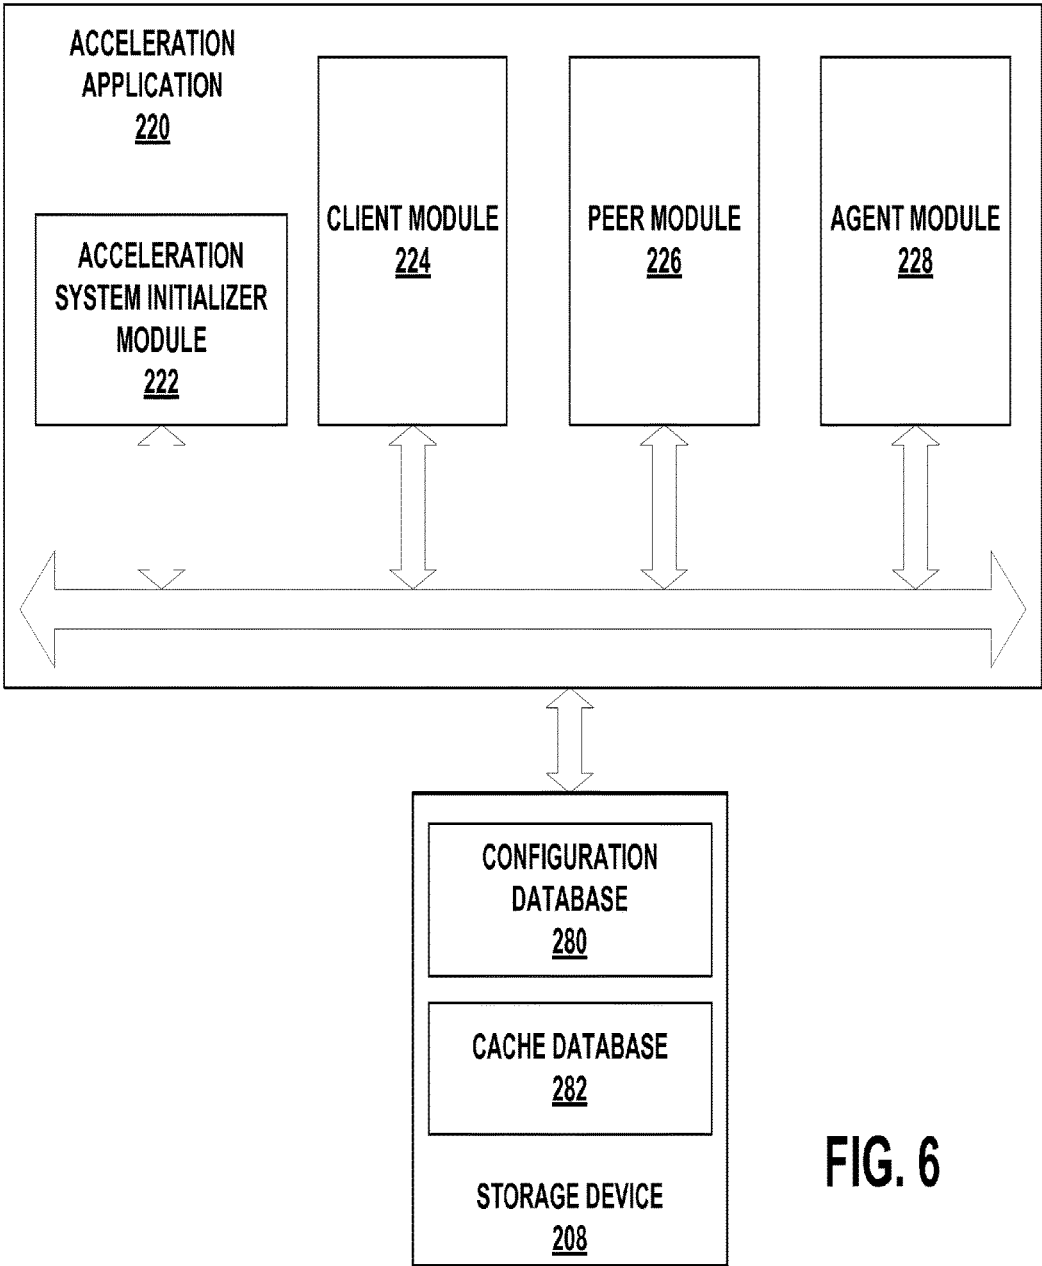 ACCELERATION
APPLICATION
220
ACCELERATION
SYSTEM INITIALIZER
MODULE
222
CLIENT MODULE
224
PEER MODULE
226
AGENT MODULE
228
CONFIGURATION
DATABASE
280
CACHE DATABASE
282
STORAGE DEVICE
208
FIG. 6